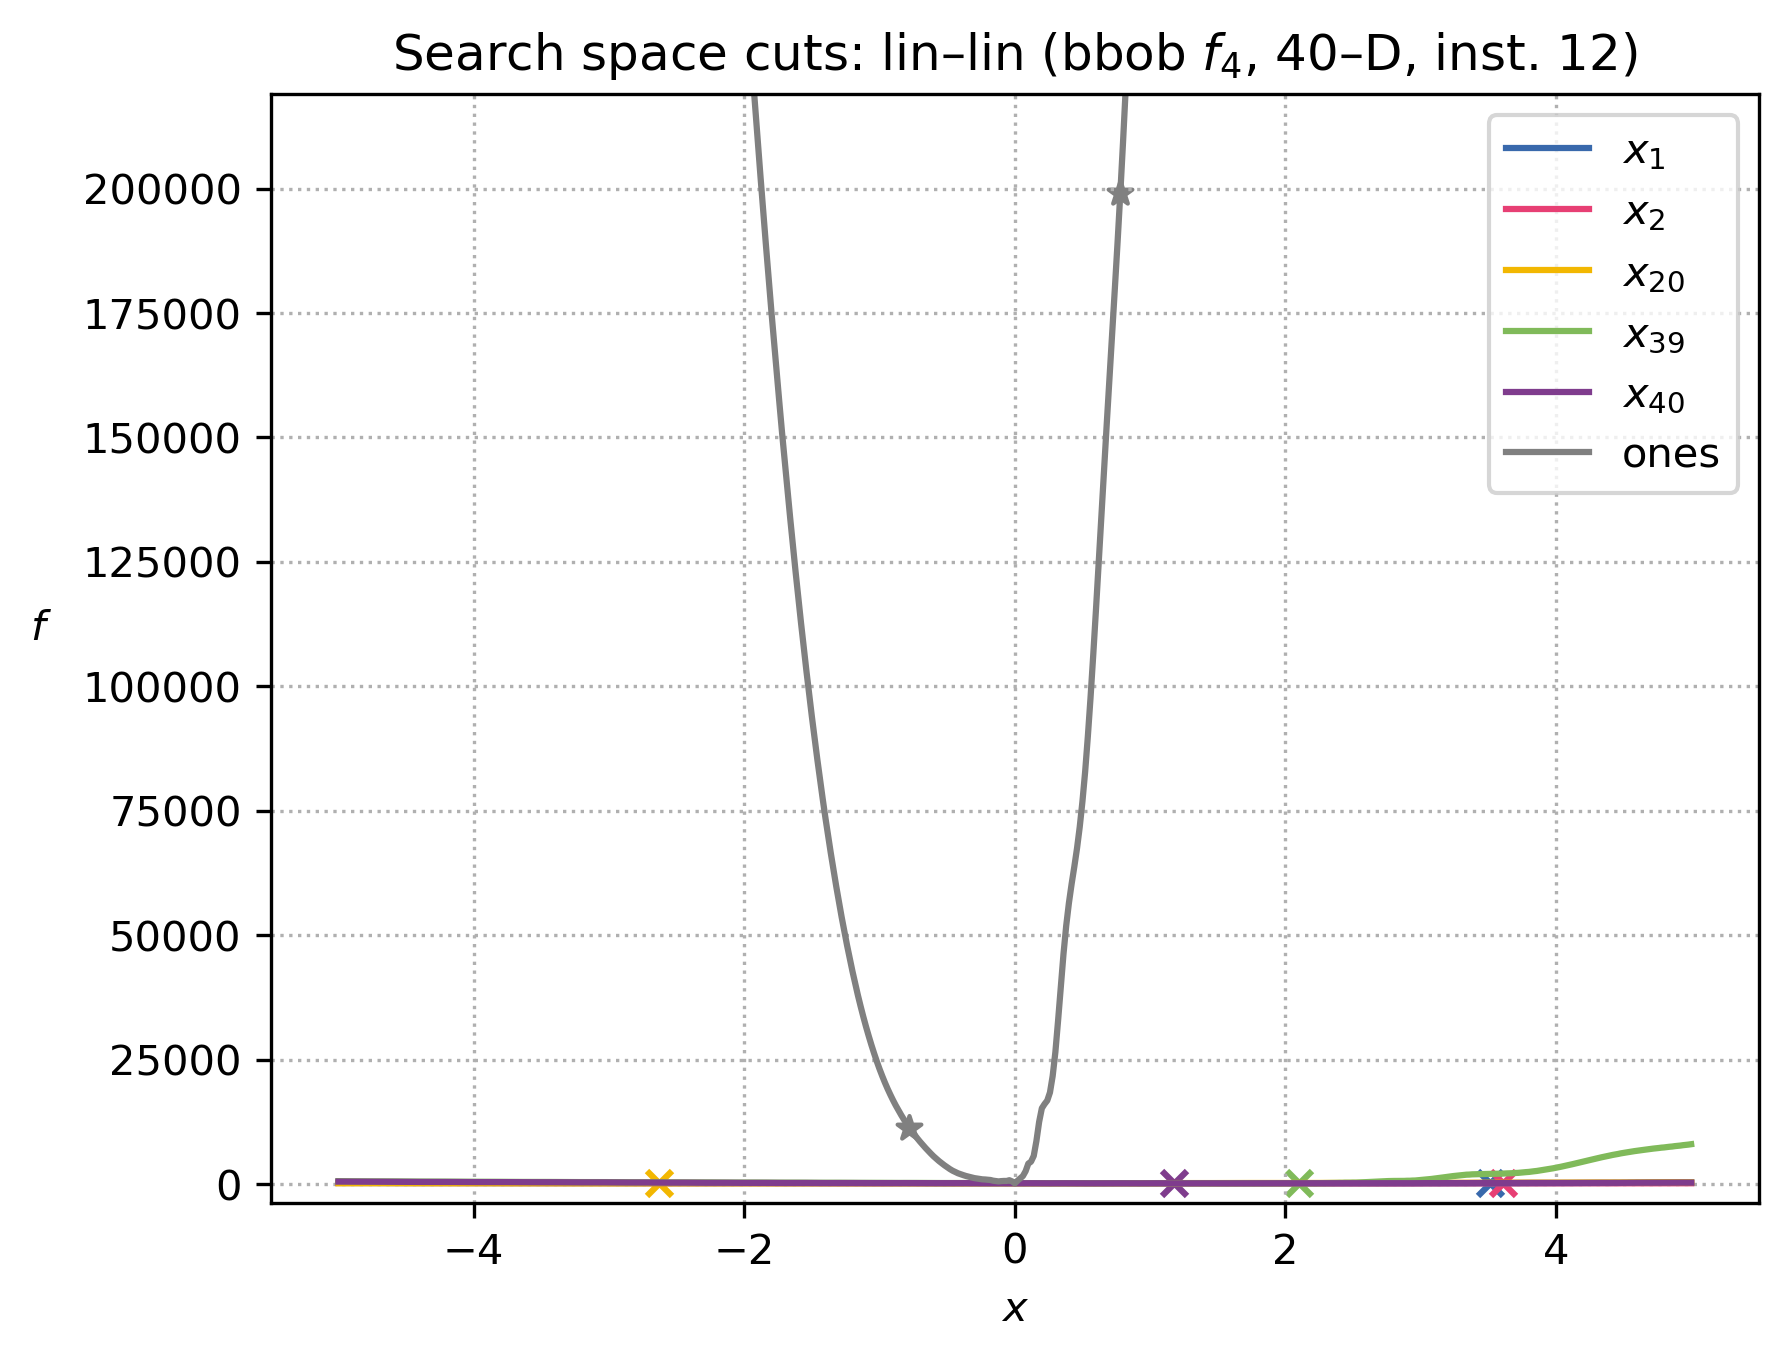 Search space cuts: lin–lin (bbob f4, 40–D, inst. 12)
x1
x2
x20
x39
x40
ones
200000
175000
150000
125000
100000
75000
50000
25000
0
f
−4
−2
0
2
4
x